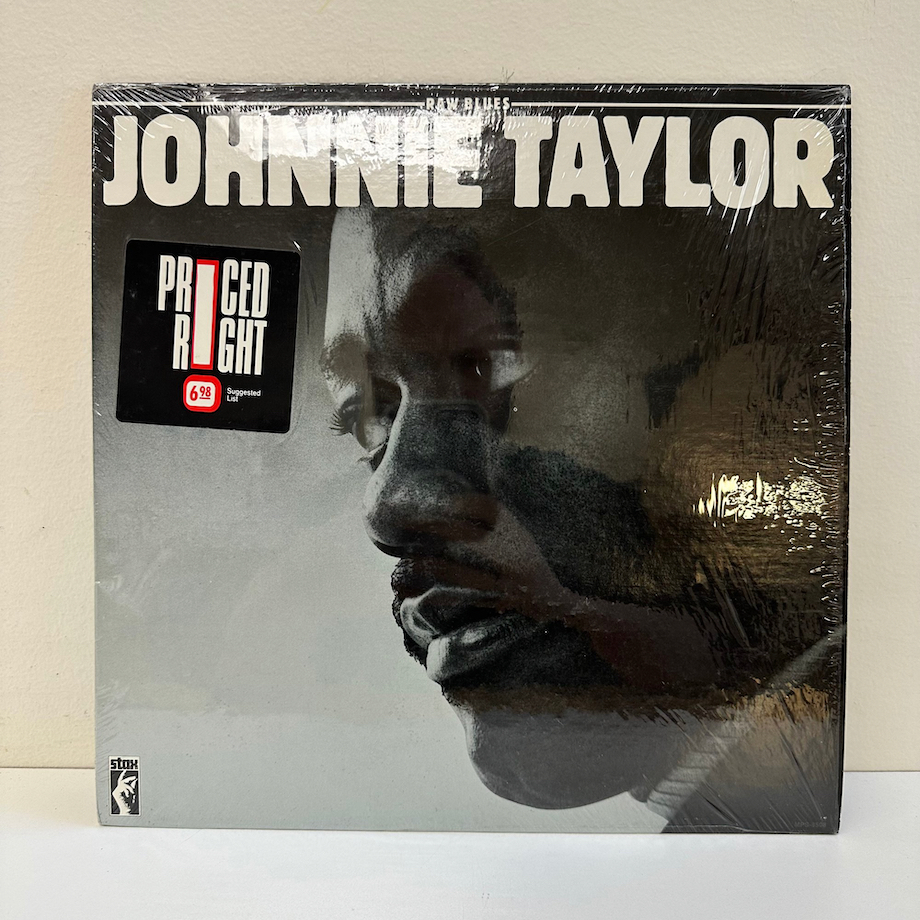 RAW BLUES
JOHNNIE TAYLOR
PRICED
RIGHT
6 98 Suggested
List
stax